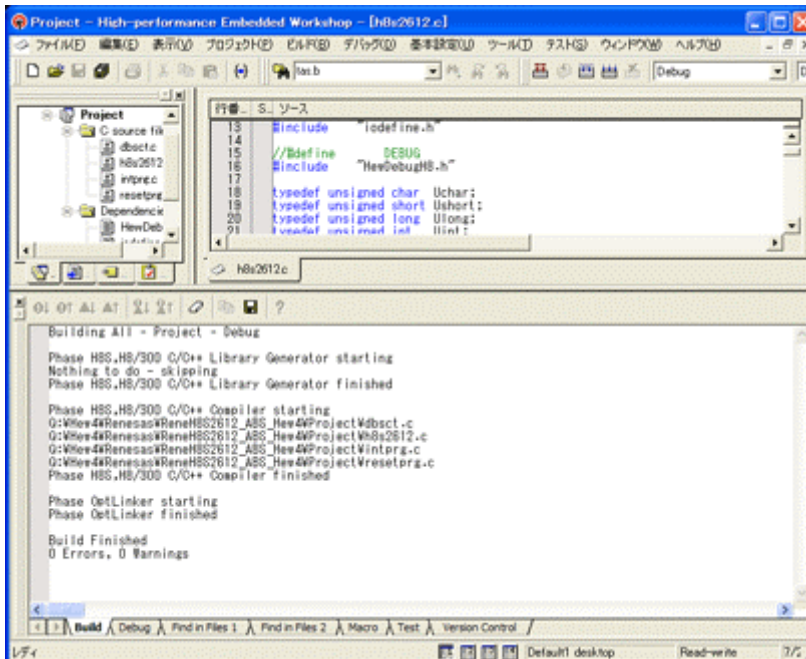 Project - High-performance Embedded Workshop - [h8s2612.c]
ファイル(F) 編集(E) 表示(V) プロジェクト(P) ビルド(B) デバッグ(D) 基本設定(U) ツール(T) テスト(S) ウィンドウ(W) ヘルプ(H)
tas.b Debug
Project
C source fik
dbsct.c
h8s2612
intprg.c
resetprg
Dependencie
HewDeb
行番.. S.. ソース
13 #include "iodefine.h"
14
15 //#define DEBUG
16 #include "HewDebugH8.h"
17
18 typedef unsigned char Uchar;
19 typedef unsigned short Ushort;
20 typedef unsigned long Ulong;
21 typedef unsigned int Uint;
h8s2612.c
Building All - Project - Debug
Phase H8S,H8/300 C/C++ Library Generator starting
Nothing to do - skipping
Phase H8S,H8/300 C/C++ Library Generator finished
Phase H8S,H8/300 C/C++ Compiler starting
G:¥Hew4¥Renesas¥ReneH8S2612_ABS_Hew4¥Project¥dbsct.c
G:¥Hew4¥Renesas¥ReneH8S2612_ABS_Hew4¥Project¥h8s2612.c
G:¥Hew4¥Renesas¥ReneH8S2612_ABS_Hew4¥Project¥intprg.c
G:¥Hew4¥Renesas¥ReneH8S2612_ABS_Hew4¥Project¥resetprg.c
Phase H8S,H8/300 C/C++ Compiler finished
Phase OptLinker starting
Phase OptLinker finished
Build Finished
0 Errors, 0 Warnings
Build Debug Find in Files 1 Find in Files 2 Macro Test Version Control
レディ Default1 desktop Read-write 7/2